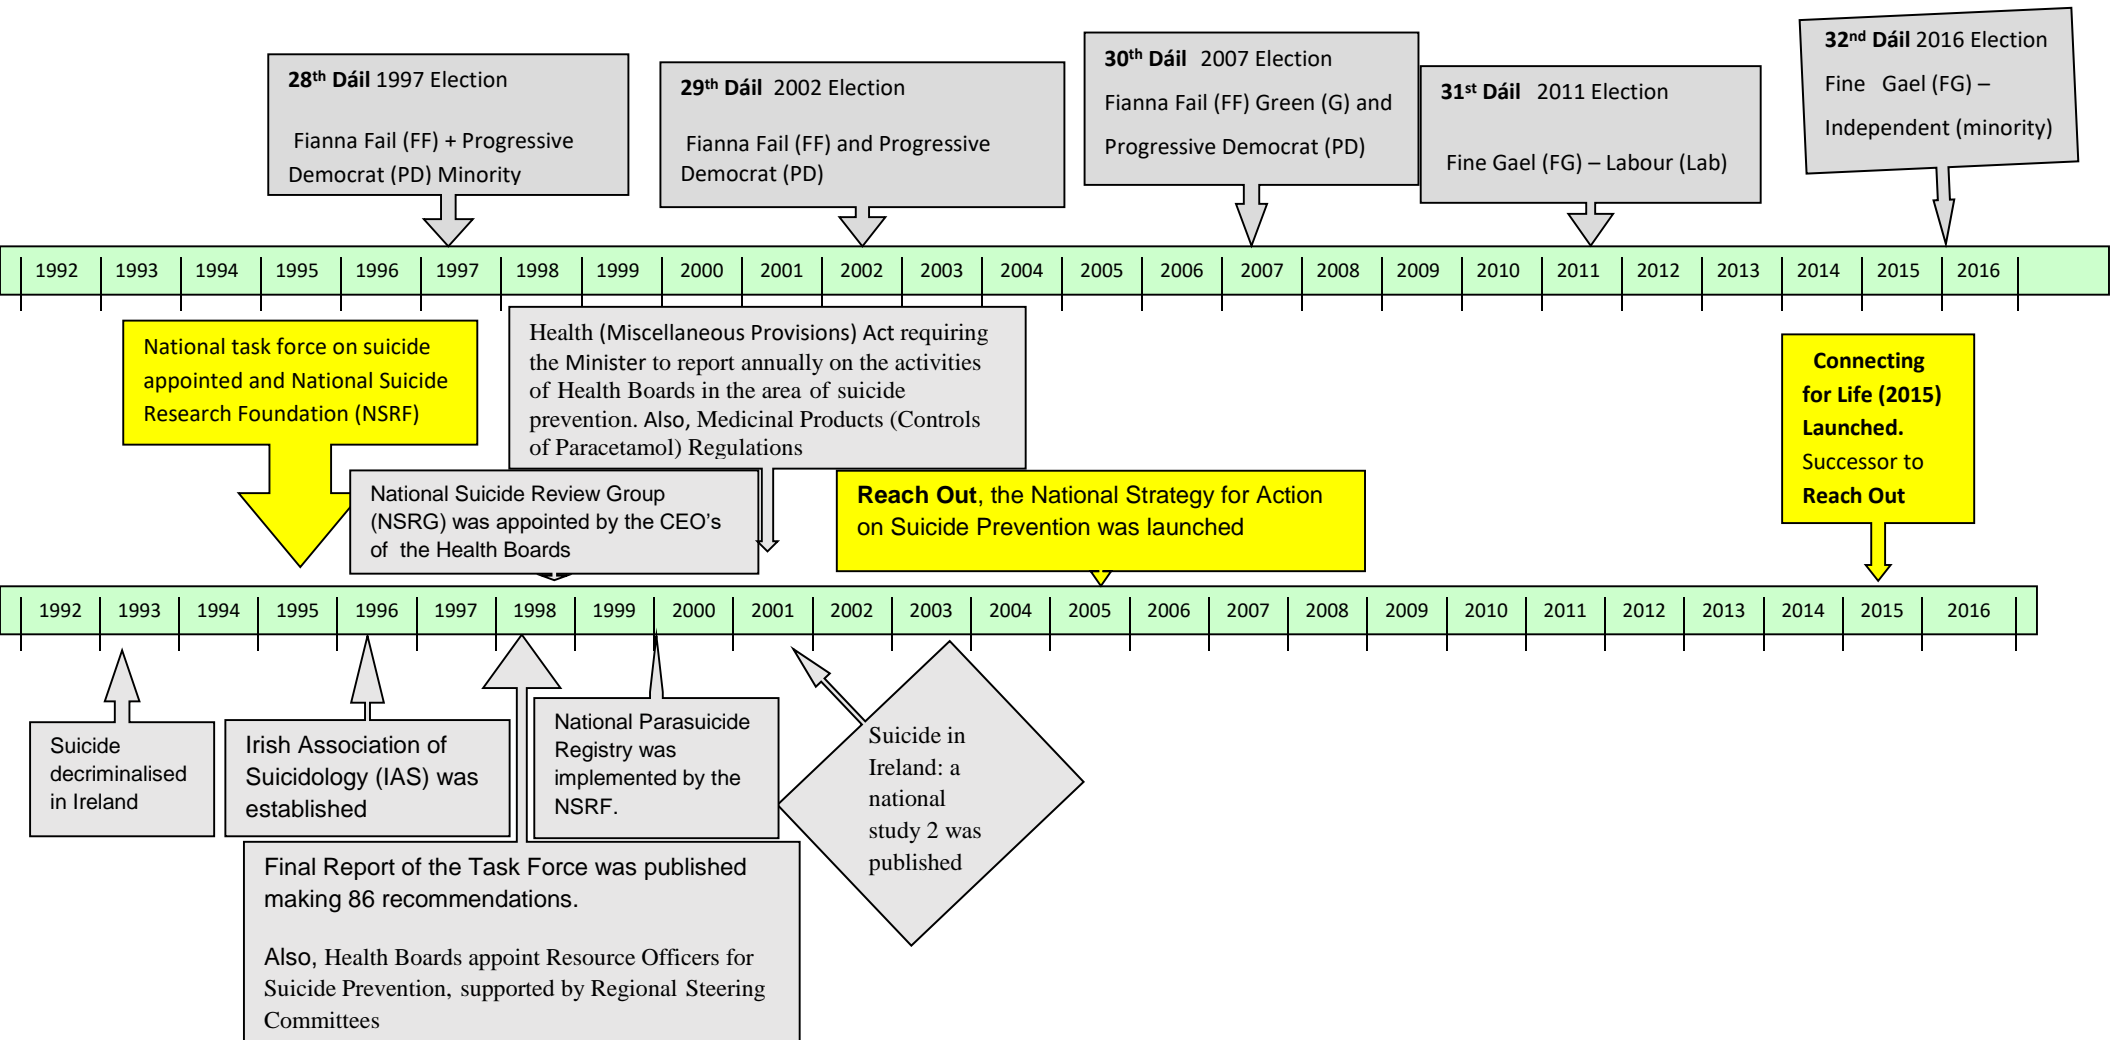 28th Dáil 1997 Election
Fianna Fail (FF) + Progressive
Democrat (PD) Minority
29th Dáil 2002 Election
Fianna Fail (FF) and Progressive
Democrat (PD)
30th Dáil 2007 Election
Fianna Fail (FF) Green (G) and
Progressive Democrat (PD)
31st Dáil 2011 Election
Fine Gael (FG) – Labour (Lab)
32nd Dáil 2016 Election
Fine Gael (FG) –
Independent (minority)
1992 1993 1994 1995 1996 1997 1998 1999 2000 2001 2002 2003 2004 2005 2006 2007 2008 2009 2010 2011 2012 2013 2014 2015 2016
National task force on suicide
appointed and National Suicide
Research Foundation (NSRF)
Health (Miscellaneous Provisions) Act requiring
the Minister to report annually on the activities
of Health Boards in the area of suicide
prevention. Also, Medicinal Products (Controls
of Paracetamol) Regulations
National Suicide Review Group
(NSRG) was appointed by the CEO’s
of the Health Boards
Reach Out, the National Strategy for Action
on Suicide Prevention was launched
Connecting
for Life (2015)
Launched.
Successor to
Reach Out
1992 1993 1994 1995 1996 1997 1998 1999 2000 2001 2002 2003 2004 2005 2006 2007 2008 2009 2010 2011 2012 2013 2014 2015 2016
Suicide
decriminalised
in Ireland
Irish Association of
Suicidology (IAS) was
established
National Parasuicide
Registry was
implemented by the
NSRF.
Suicide in
Ireland: a
national
study 2 was
published
Final Report of the Task Force was published
making 86 recommendations.
Also, Health Boards appoint Resource Officers for
Suicide Prevention, supported by Regional Steering
Committees